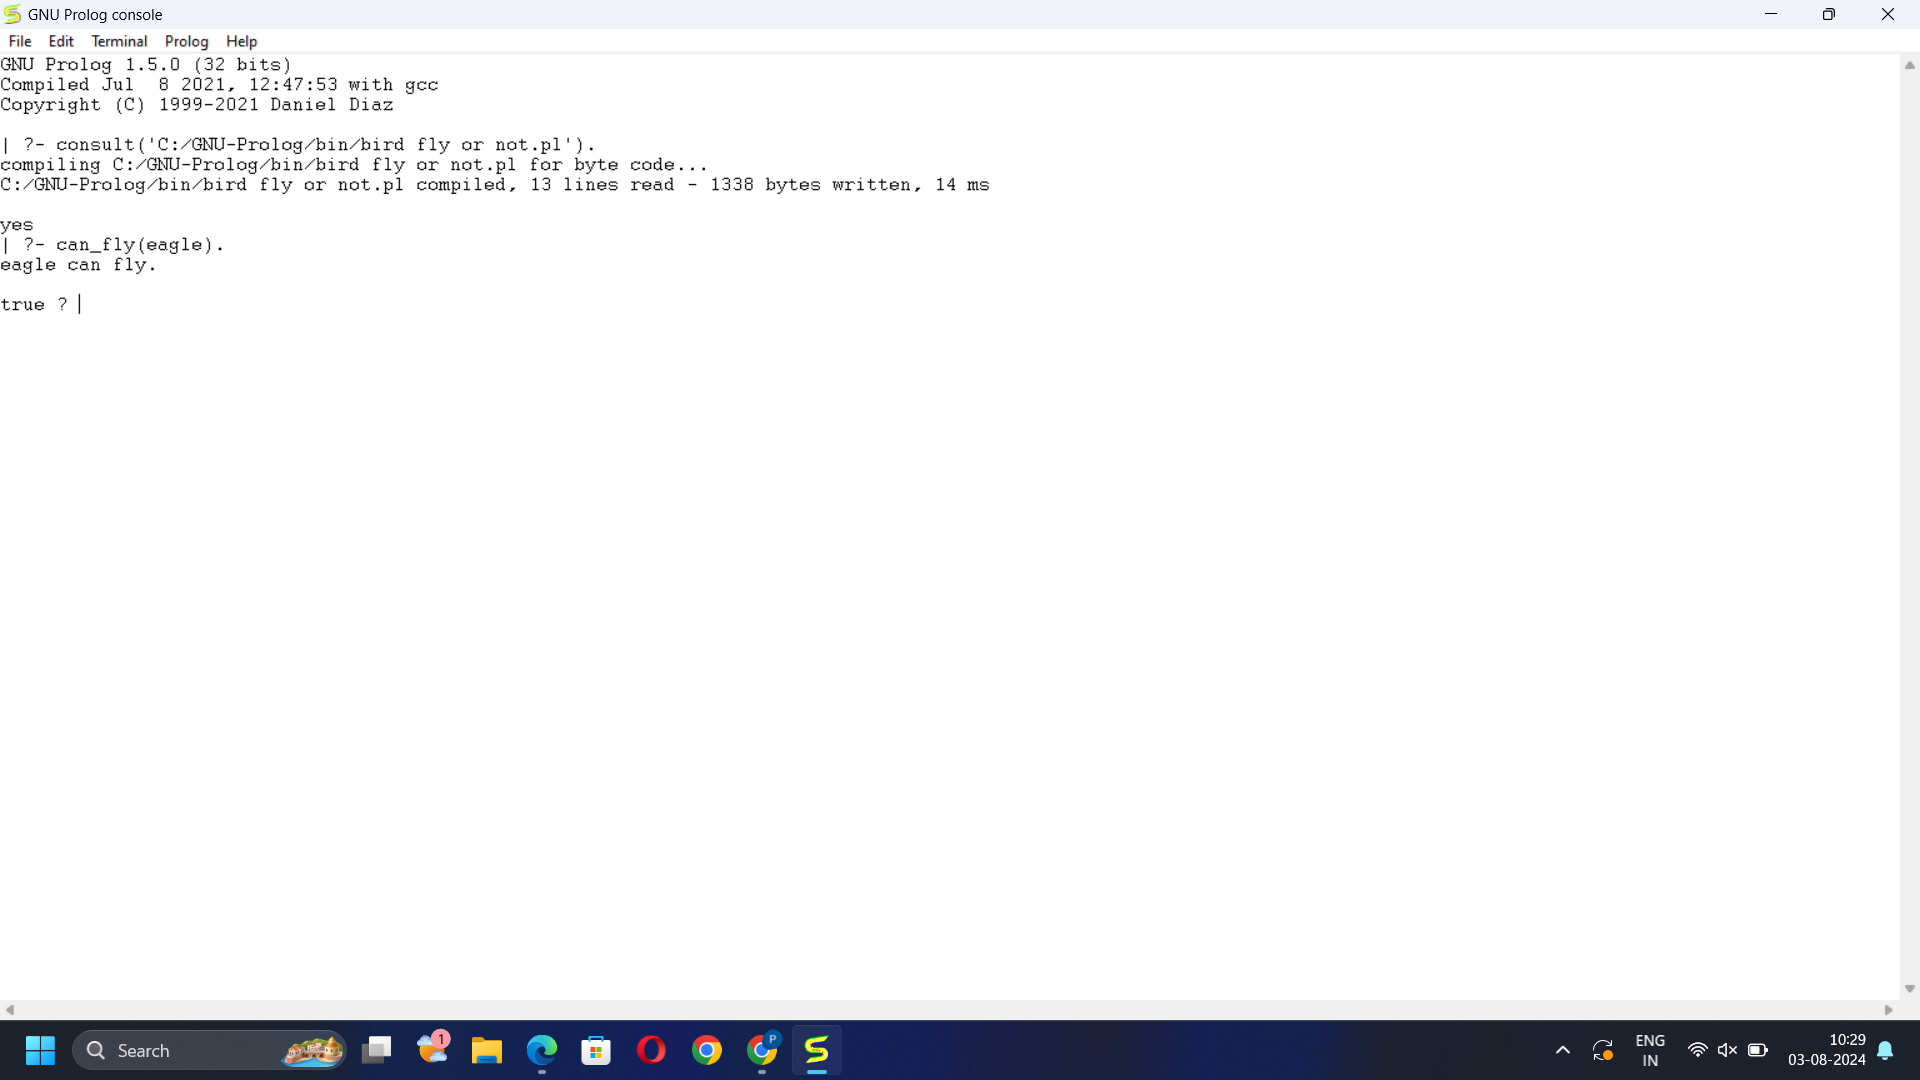 GNU Prolog console
File Edit Terminal Prolog Help
GNU Prolog 1.5.0 (32 bits)
Compiled Jul  8 2021, 12:47:53 with gcc
Copyright (C) 1999-2021 Daniel Diaz
| ?- consult('C:/GNU-Prolog/bin/bird fly or not.pl').
compiling C:/GNU-Prolog/bin/bird fly or not.pl for byte code...
C:/GNU-Prolog/bin/bird fly or not.pl compiled, 13 lines read - 1338 bytes written, 14 ms
yes
| ?- can_fly(eagle).
eagle can fly.
true ?
Search
1
P
ENG
IN
10:29
03-08-2024